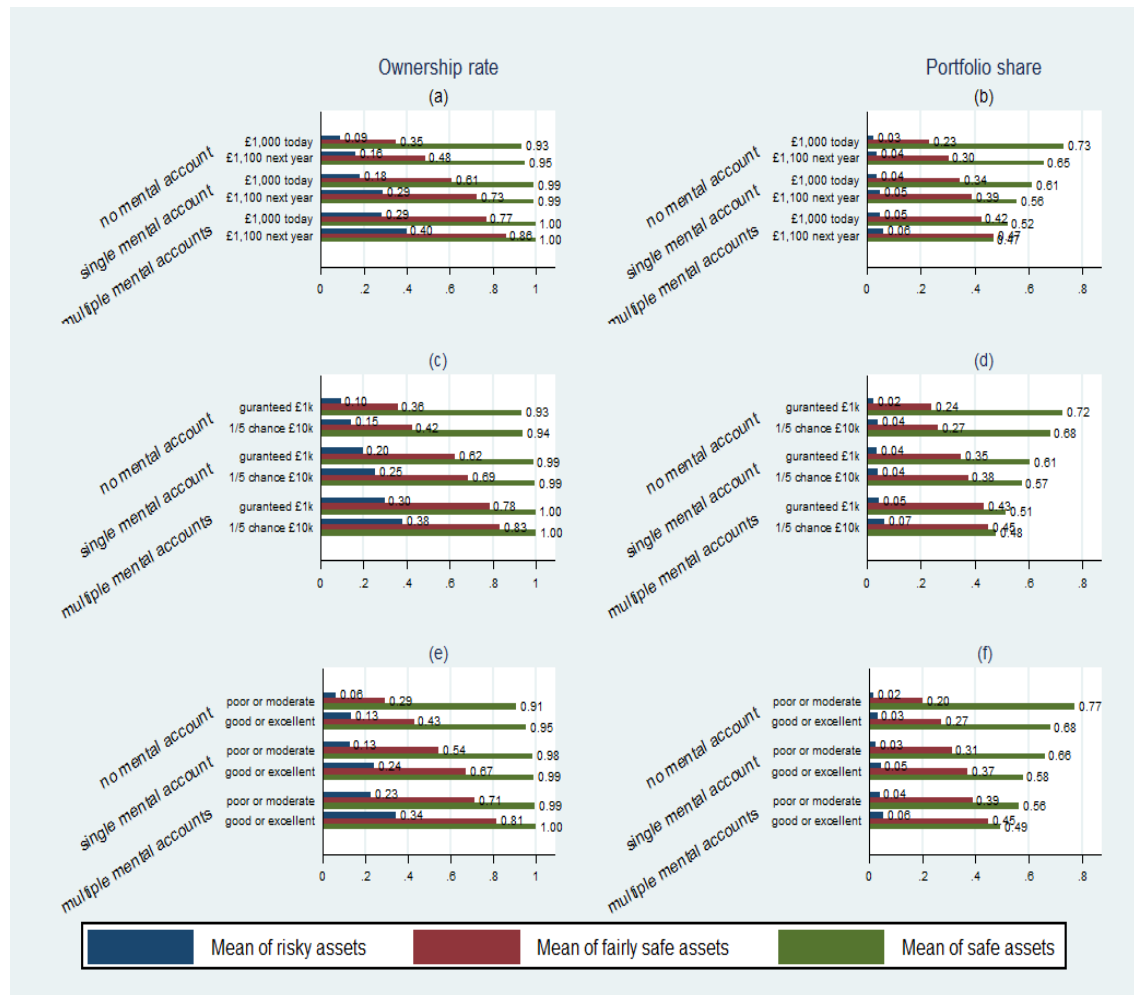 Ownership rate
Portfolio share
(a)
£1,000 today 0.09 0.35 0.93
£1,100 next year 0.16 0.48 0.95
no mental account
£1,000 today 0.18 0.61 0.99
£1,100 next year 0.29 0.73 0.99
single mental account
£1,000 today 0.29 0.77 1.00
£1,100 next year 0.40 0.86 1.00
multiple mental accounts
0 .2 .4 .6 .8 1
(b)
£1,000 today 0.03 0.23 0.73
£1,100 next year 0.04 0.30 0.65
no mental account
£1,000 today 0.04 0.34 0.61
£1,100 next year 0.05 0.39 0.56
single mental account
£1,000 today 0.05 0.42 0.52
£1,100 next year 0.06 0.47 0.47
multiple mental accounts
0 .2 .4 .6 .8
(c)
guranteed £1k 0.10 0.36 0.93
1/5 chance £10k 0.15 0.42 0.94
no mental account
guranteed £1k 0.20 0.62 0.99
1/5 chance £10k 0.25 0.69 0.99
single mental account
guranteed £1k 0.30 0.78 1.00
1/5 chance £10k 0.38 0.83 1.00
multiple mental accounts
0 .2 .4 .6 .8 1
(d)
guranteed £1k 0.02 0.24 0.72
1/5 chance £10k 0.04 0.27 0.68
no mental account
guranteed £1k 0.04 0.35 0.61
1/5 chance £10k 0.04 0.38 0.57
single mental account
guranteed £1k 0.05 0.43 0.51
1/5 chance £10k 0.07 0.45 0.48
multiple mental accounts
0 .2 .4 .6 .8
(e)
poor or moderate 0.06 0.29 0.91
good or excellent 0.13 0.43 0.95
no mental account
poor or moderate 0.13 0.54 0.98
good or excellent 0.24 0.67 0.99
single mental account
poor or moderate 0.23 0.71 0.99
good or excellent 0.34 0.81 1.00
multiple mental accounts
0 .2 .4 .6 .8 1
(f)
poor or moderate 0.02 0.20 0.77
good or excellent 0.03 0.27 0.68
no mental account
poor or moderate 0.03 0.31 0.66
good or excellent 0.05 0.37 0.58
single mental account
poor or moderate 0.04 0.39 0.56
good or excellent 0.06 0.45 0.49
multiple mental accounts
0 .2 .4 .6 .8
Mean of risky assets
Mean of fairly safe assets
Mean of safe assets